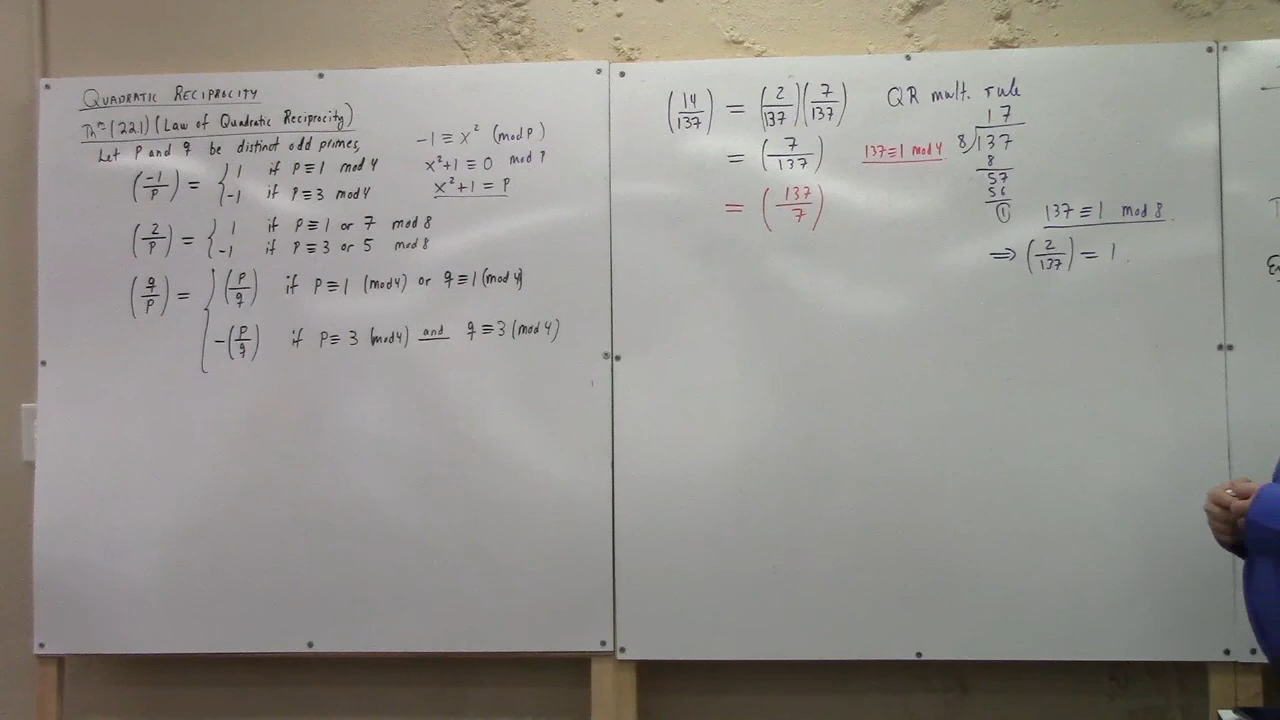 QUADRATIC RECIPROCITY
Thm (22.1) (Law of Quadratic Reciprocity)
Let p and q be distinct odd primes,
(-1/p) = { 1 if p ≡ 1 mod 4
-1 if p ≡ 3 mod 4
(2/p) = { 1 if p ≡ 1 or 7 mod 8
-1 if p ≡ 3 or 5 mod 8
(q/p) = { (p/q) if p ≡ 1 (mod 4) or q ≡ 1 (mod 4)
-(p/q) if p ≡ 3 (mod 4) and q ≡ 3 (mod 4)
-1 ≡ x² (mod p)
x²+1 ≡ 0 mod p
x²+1 = p
(14/137) = (2/137)(7/137) QR mult. rule
= (7/137) 137 ≡ 1 mod 4
= (137/7)
17
8)137
8
57
56
1
137 ≡ 1 mod 8.
⇒ (2/137) = 1.